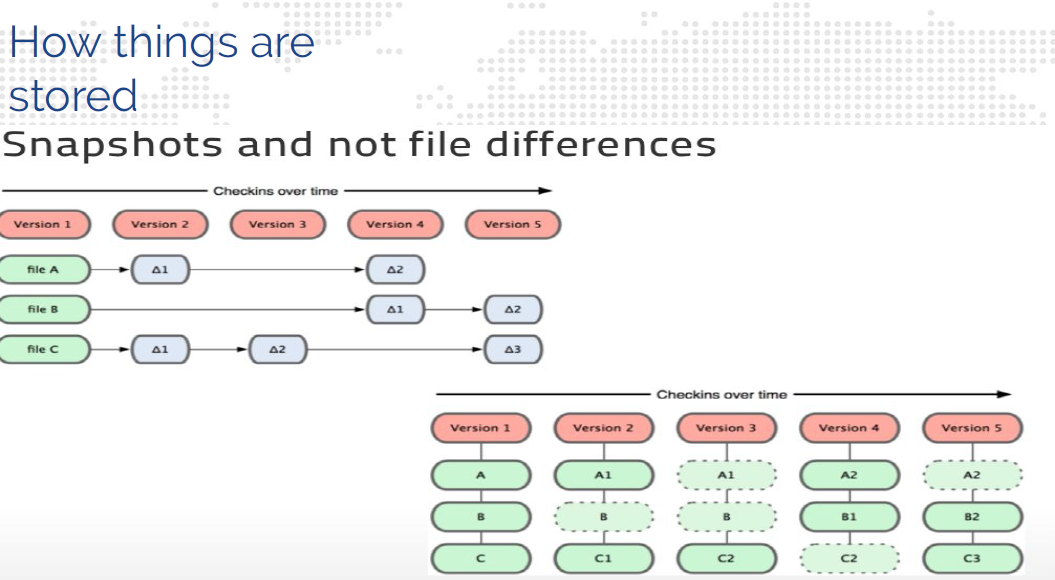 How things are
stored
Snapshots and not file differences
Checkins over time
Version 1 Version 2 Version 3 Version 4 Version 5
file A Δ1 Δ2
file B Δ1 Δ2
file C Δ1 Δ2 Δ3
Checkins over time
Version 1 Version 2 Version 3 Version 4 Version 5
A A1 A1 A2 A2
B B B B1 B2
C C1 C2 C2 C3